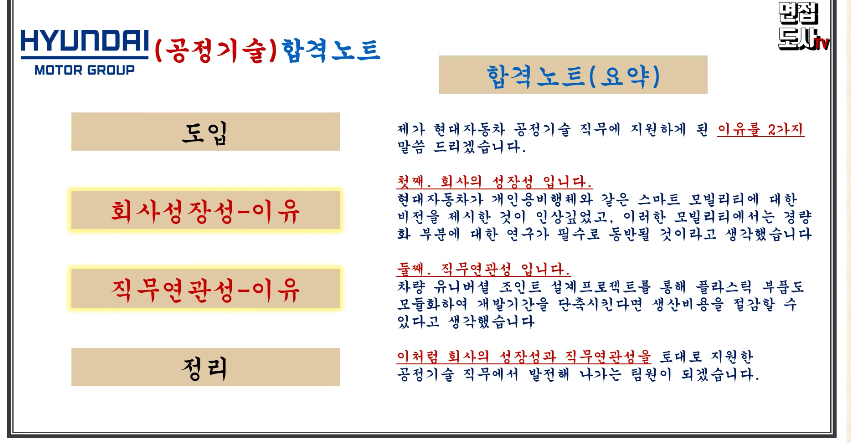 면접
도사tv
HYUNDAI
MOTOR GROUP
(공정기술)합격노트
도입
회사성장성-이유
직무연관성-이유
정리
합격노트(요약)
제가 현대자동차 공정기술 직무에 지원하게 된 이유를 2가지
말씀 드리겠습니다.
첫째. 회사의 성장성 입니다.
현대자동차가 개인용비행체와 같은 스마트 모빌리티에 대한
비전을 제시한 것이 인상깊었고, 이러한 모빌리티에서는 경량
화 부분에 대한 연구가 필수로 동반될 것이라고 생각했습니다
둘째. 직무연관성 입니다.
차량 유니버셜 조인트 설계프로젝트를 통해 플라스틱 부품도
모듈화하여 개발기간을 단축시킨다면 생산비용을 절감할 수
있다고 생각했습니다
이처럼 회사의 성장성과 직무연관성을 토대로 지원한
공정기술 직무에서 발전해 나가는 팀원이 되겠습니다.